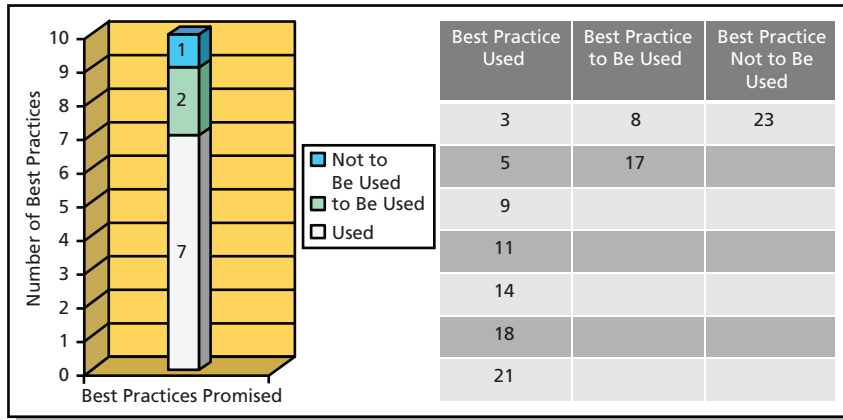 10
9
8
7
6
5
4
3
2
1
0
Number of Best Practices
1
2
7
Best Practices Promised
Not to
Be Used
to Be Used
Used
Best Practice
Used
Best Practice
to Be Used
Best Practice
Not to Be
Used
3 8 23
5 17
9
11
14
18
21